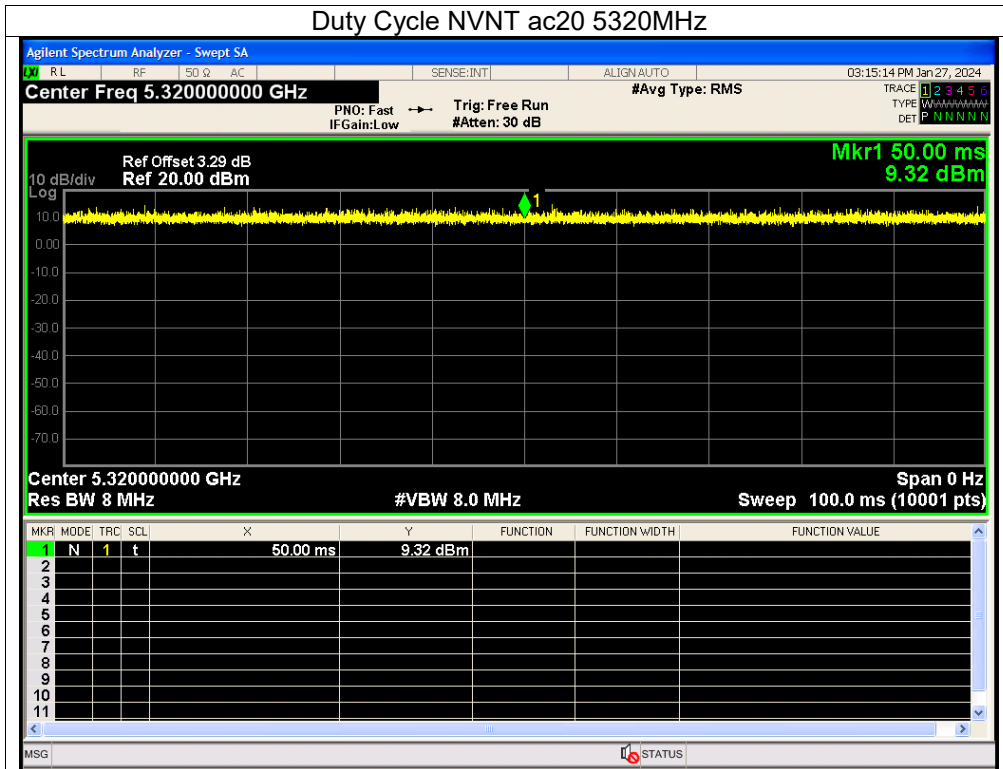 Duty Cycle NVNT ac20 5320MHz
Agilent Spectrum Analyzer - Swept SA
LXI RL RF 50 Ω AC SENSE:INT ALIGN AUTO 03:15:14 PM Jan 27, 2024
Center Freq 5.320000000 GHz #Avg Type: RMS TRACE 1 2 3 4 5 6
PNO: Fast Trig: Free Run TYPE WWWWWW
IFGain:Low #Atten: 30 dB DET P N N N N N
Mkr1 50.00 ms
9.32 dBm
Ref Offset 3.29 dB
10 dB/div Ref 20.00 dBm
Log
1
10.0
0.00
-10.0
-20.0
-30.0
-40.0
-50.0
-60.0
-70.0
Center 5.320000000 GHz Span 0 Hz
Res BW 8 MHz #VBW 8.0 MHz Sweep 100.0 ms (10001 pts)
MKR MODE TRC SCL X Y FUNCTION FUNCTION WIDTH FUNCTION VALUE
1 N 1 t 50.00 ms 9.32 dBm
2
3
4
5
6
7
8
9
10
11
MSG STATUS